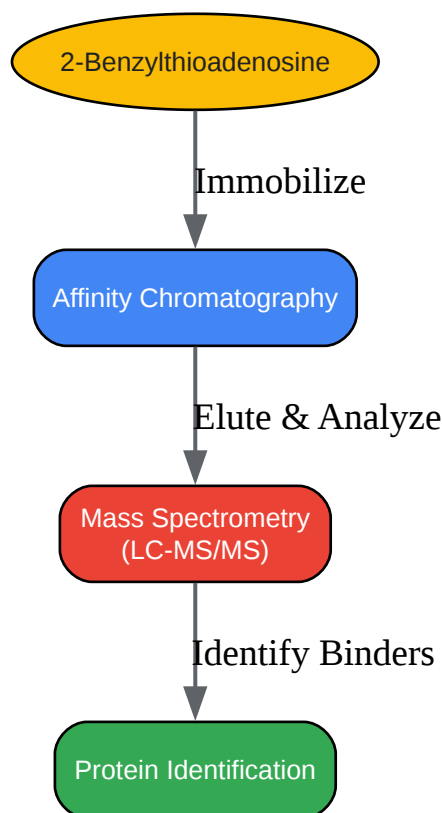 2-Benzylthioadenosine
Immobilize
Affinity Chromatography
Elute & Analyze
Mass Spectrometry
(LC-MS/MS)
Identify Binders
Protein Identification